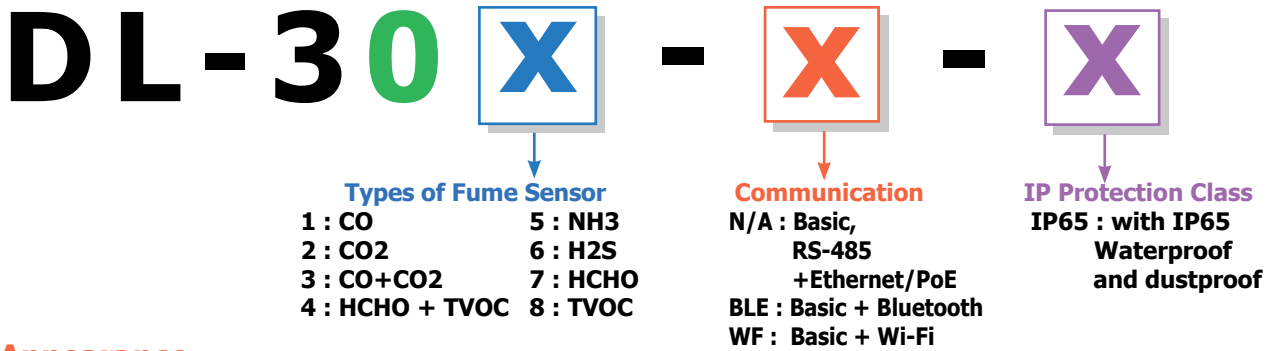 DL-30 X - X - X
Types of Fume Sensor
1 : CO
2 : CO2
3 : CO+CO2
4 : HCHO + TVOC
5 : NH3
6 : H2S
7 : HCHO
8 : TVOC
Communication
N/A : Basic,
RS-485
+Ethernet/PoE
BLE : Basic + Bluetooth
WF : Basic + Wi-Fi
IP Protection Class
IP65 : with IP65
Waterproof
and dustproof